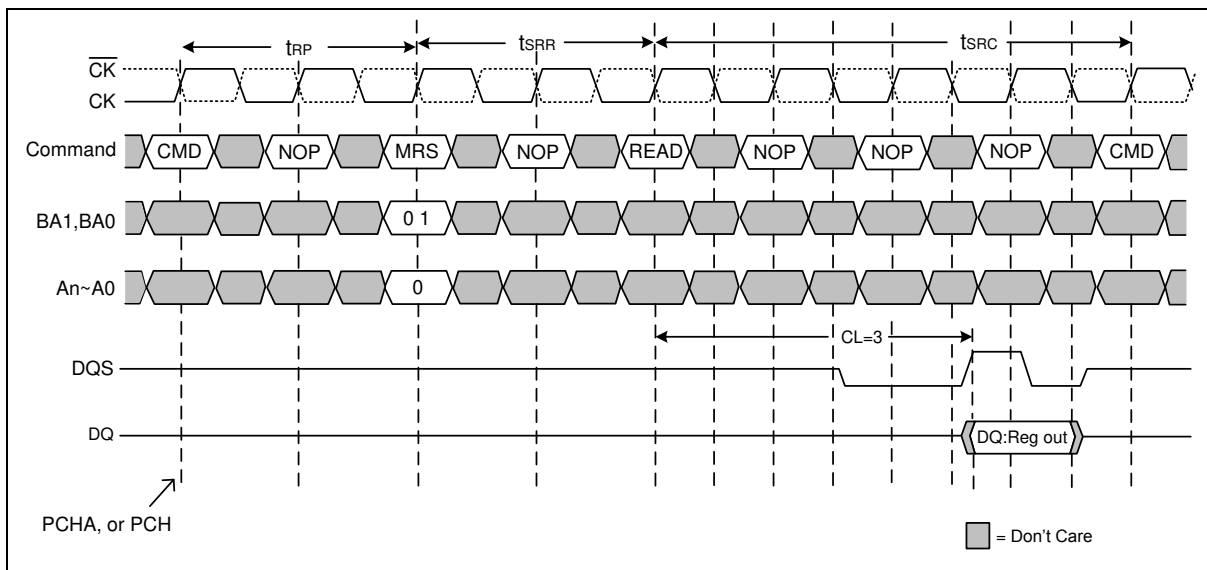 tRP tSRR tSRC
CK
CK
Command CMD NOP MRS NOP READ NOP NOP NOP CMD
BA1,BA0 0 1
An~A0 0
CL=3
DQS
DQ DQ:Reg out
PCHA, or PCH
= Don't Care